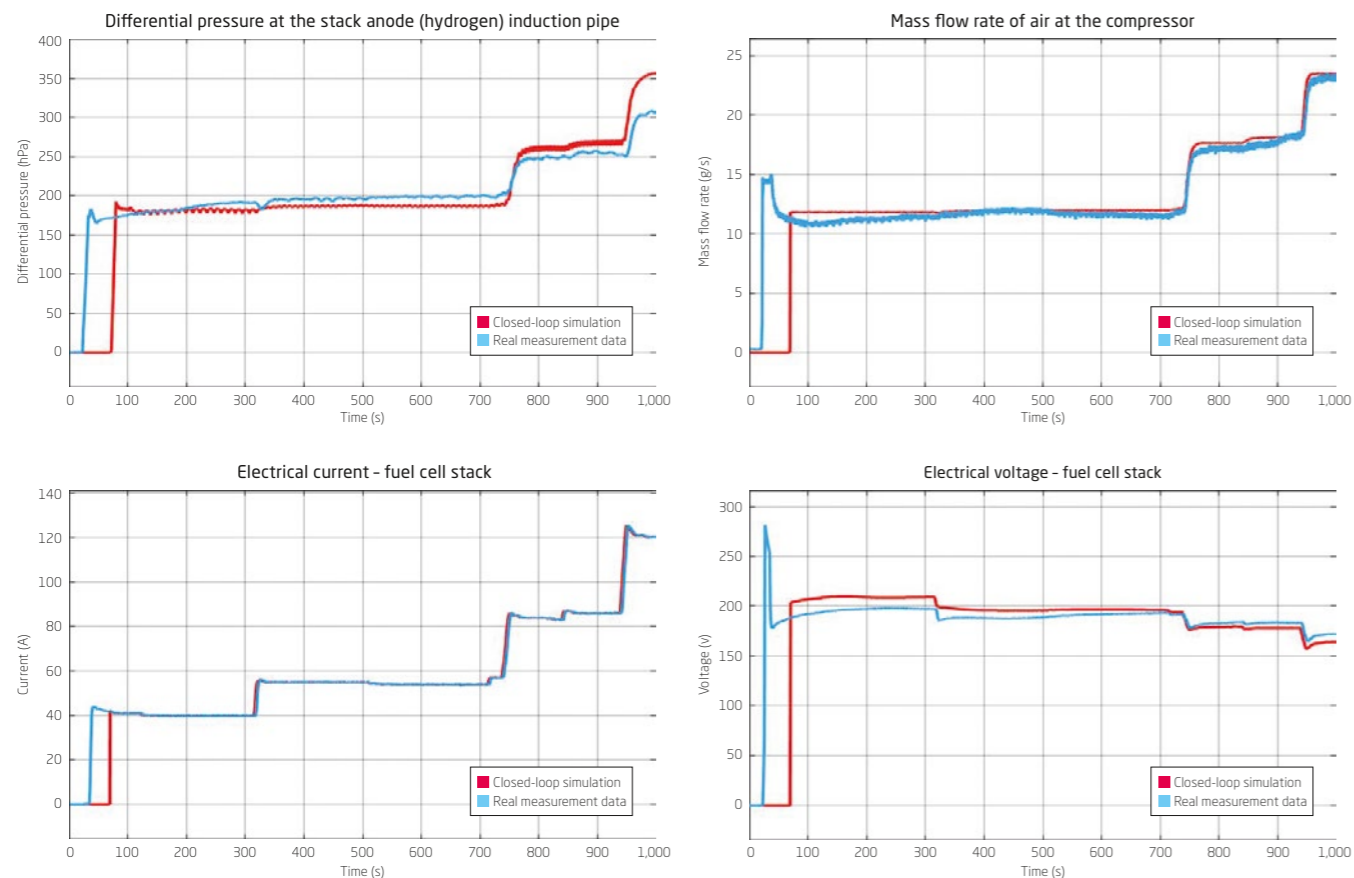 Differential pressure at the stack anode (hydrogen) induction pipe
400
350
300
250
200
150
100
50
0
Differential pressure (hPa)
Closed-loop simulation
Real measurement data
0 100 200 300 400 500 600 700 800 900 1,000
Time (s)
Mass flow rate of air at the compressor
25
20
15
10
5
0
Mass flow rate (g/s)
Closed-loop simulation
Real measurement data
0 100 200 300 400 500 600 700 800 900 1,000
Time (s)
Electrical current – fuel cell stack
140
120
100
80
60
40
20
0
Current (A)
Closed-loop simulation
Real measurement data
0 100 200 300 400 500 600 700 800 900 1,000
Time (s)
Electrical voltage – fuel cell stack
300
250
200
150
100
50
0
Voltage (v)
Closed-loop simulation
Real measurement data
0 100 200 300 400 500 600 700 800 900 1,000
Time (s)